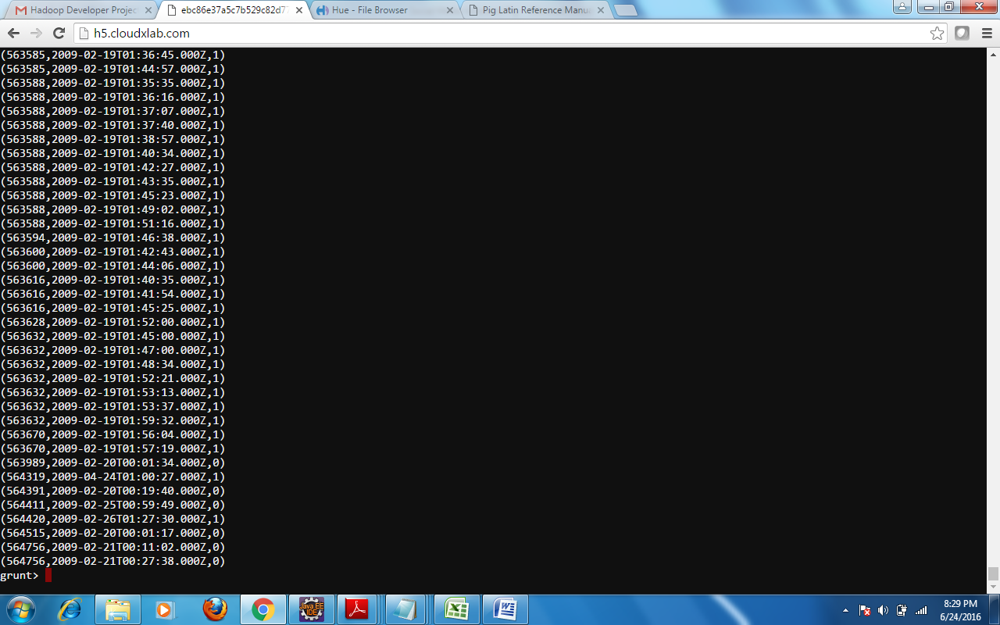 Hadoop Developer Projec
ebc86e37a5c7b529c82d7
Hue - File Browser
Pig Latin Reference Manu
h5.cloudxlab.com
(563585,2009-02-19T01:36:45.000Z,1)
(563585,2009-02-19T01:44:57.000Z,1)
(563588,2009-02-19T01:35:35.000Z,1)
(563588,2009-02-19T01:36:16.000Z,1)
(563588,2009-02-19T01:37:07.000Z,1)
(563588,2009-02-19T01:37:40.000Z,1)
(563588,2009-02-19T01:38:57.000Z,1)
(563588,2009-02-19T01:40:34.000Z,1)
(563588,2009-02-19T01:42:27.000Z,1)
(563588,2009-02-19T01:43:35.000Z,1)
(563588,2009-02-19T01:45:23.000Z,1)
(563588,2009-02-19T01:49:02.000Z,1)
(563588,2009-02-19T01:51:16.000Z,1)
(563594,2009-02-19T01:46:38.000Z,1)
(563600,2009-02-19T01:42:43.000Z,1)
(563600,2009-02-19T01:44:06.000Z,1)
(563616,2009-02-19T01:40:35.000Z,1)
(563616,2009-02-19T01:41:54.000Z,1)
(563616,2009-02-19T01:45:25.000Z,1)
(563628,2009-02-19T01:52:00.000Z,1)
(563632,2009-02-19T01:45:00.000Z,1)
(563632,2009-02-19T01:47:00.000Z,1)
(563632,2009-02-19T01:48:34.000Z,1)
(563632,2009-02-19T01:52:21.000Z,1)
(563632,2009-02-19T01:53:13.000Z,1)
(563632,2009-02-19T01:53:37.000Z,1)
(563632,2009-02-19T01:59:32.000Z,1)
(563670,2009-02-19T01:56:04.000Z,1)
(563670,2009-02-19T01:57:19.000Z,1)
(563989,2009-02-20T00:01:34.000Z,0)
(564319,2009-04-24T01:00:27.000Z,1)
(564391,2009-02-20T00:19:40.000Z,0)
(564411,2009-02-25T00:59:49.000Z,0)
(564420,2009-02-26T01:27:30.000Z,1)
(564515,2009-02-20T00:01:17.000Z,0)
(564756,2009-02-21T00:11:02.000Z,0)
(564756,2009-02-21T00:27:38.000Z,0)
grunt>
Java EE
IDE
8:29 PM
6/24/2016